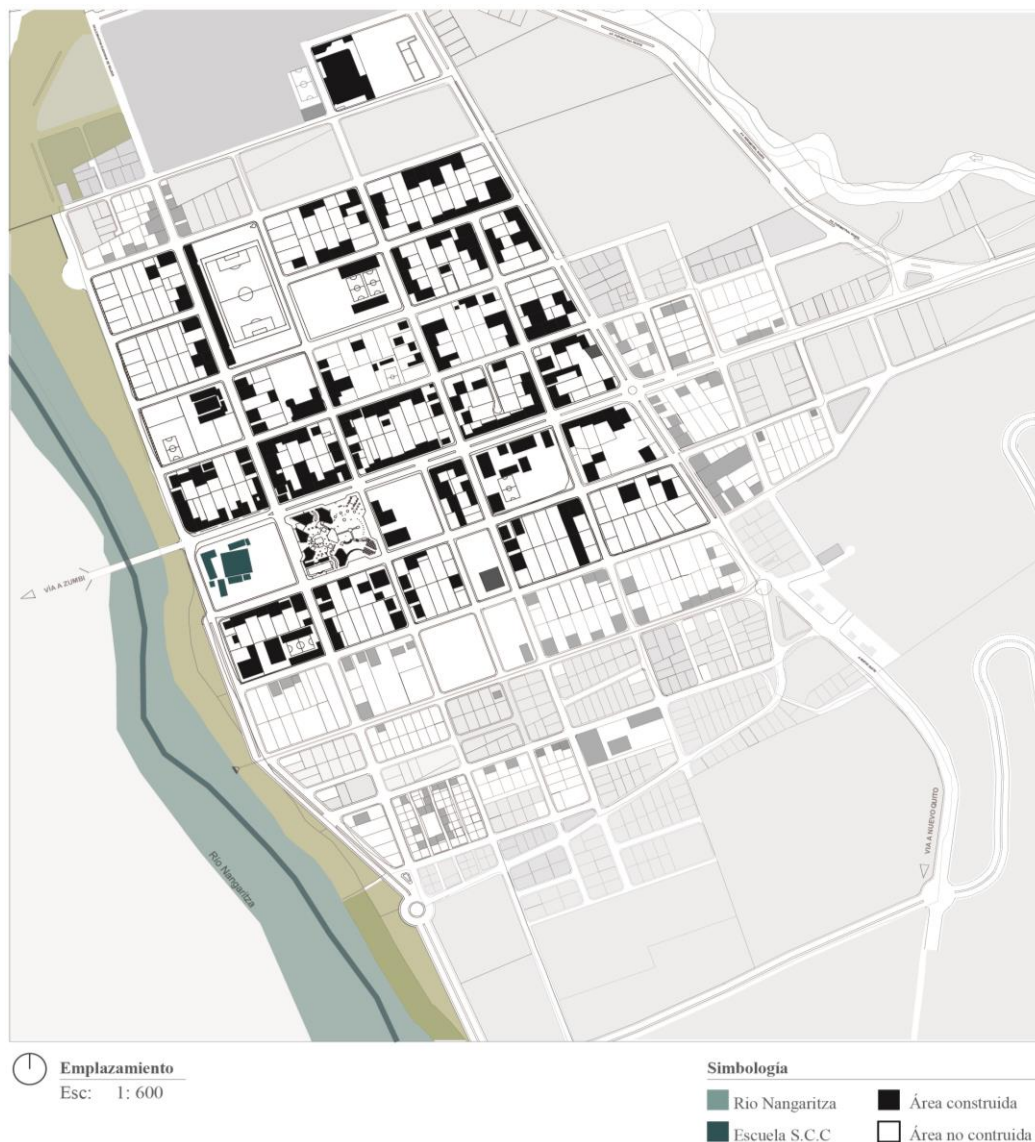 VÍA A ZUMBI
Río Nangaritza
VÍA A NUEVO QUITO
Emplazamiento
Esc: 1: 600
Simbología
Rio Nangaritza
Área construida
Escuela S.C.C
Área no contruida